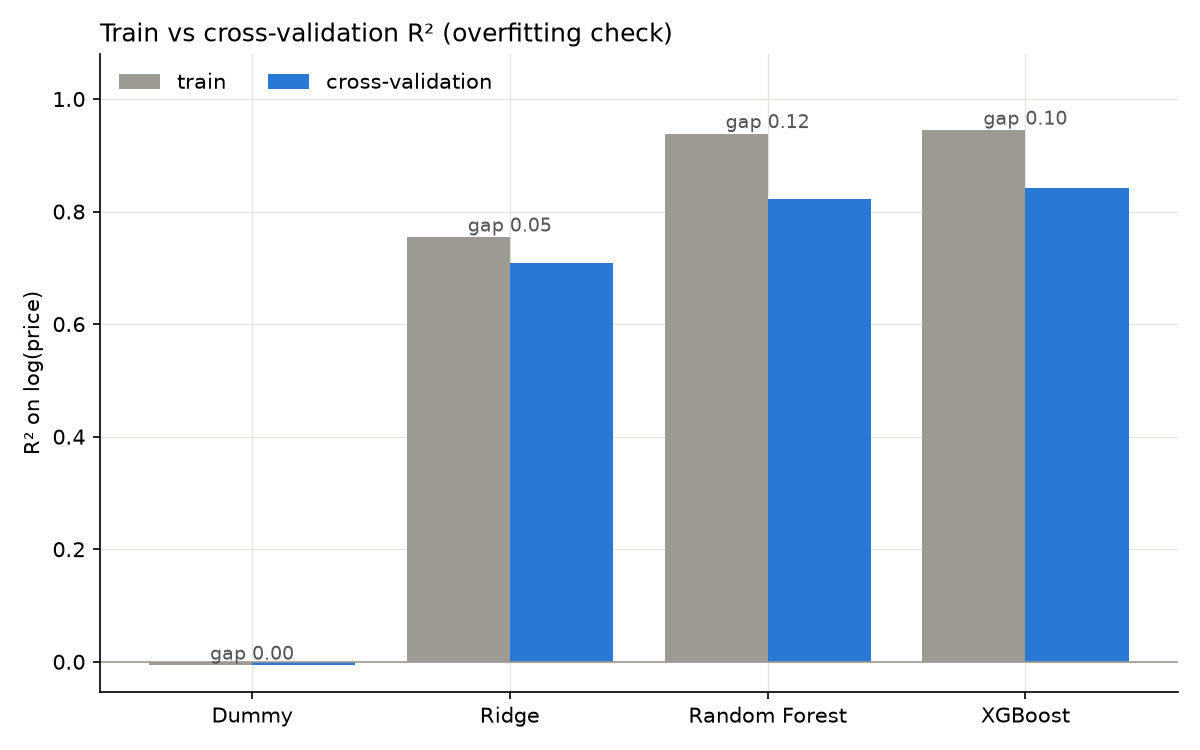 Train vs cross-validation R² (overfitting check)
train
cross-validation
R² on log(price)
1.0
0.8
0.6
0.4
0.2
0.0
gap 0.00
gap 0.05
gap 0.12
gap 0.10
Dummy
Ridge
Random Forest
XGBoost